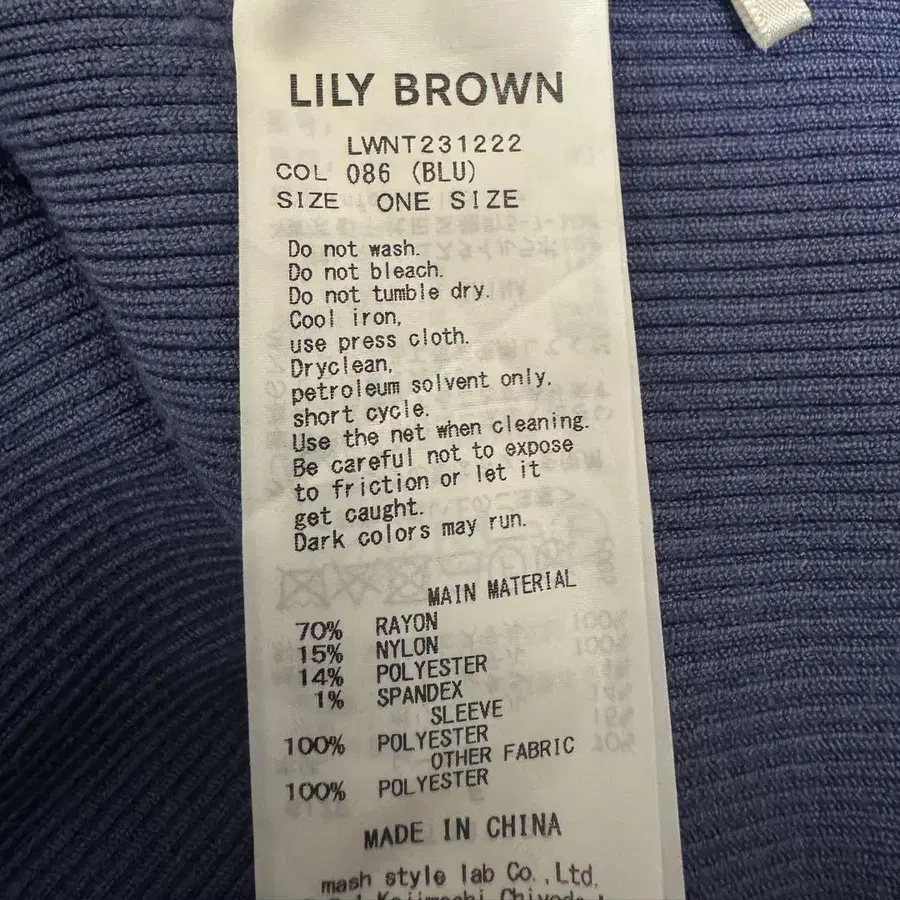 LILY BROWN
LWNT231222
COL 086 (BLU)
SIZE ONE SIZE
Do not wash.
Do not bleach.
Do not tumble dry.
Cool iron,
use press cloth.
Dryclean,
petroleum solvent only,
short cycle.
Use the net when cleaning.
Be careful not to expose
to friction or let it
get caught.
Dark colors may run.
MAIN MATERIAL
70% RAYON
15% NYLON
14% POLYESTER
1% SPANDEX
SLEEVE
100% POLYESTER
OTHER FABRIC
100% POLYESTER
MADE IN CHINA
mash style lab Co.,Ltd.